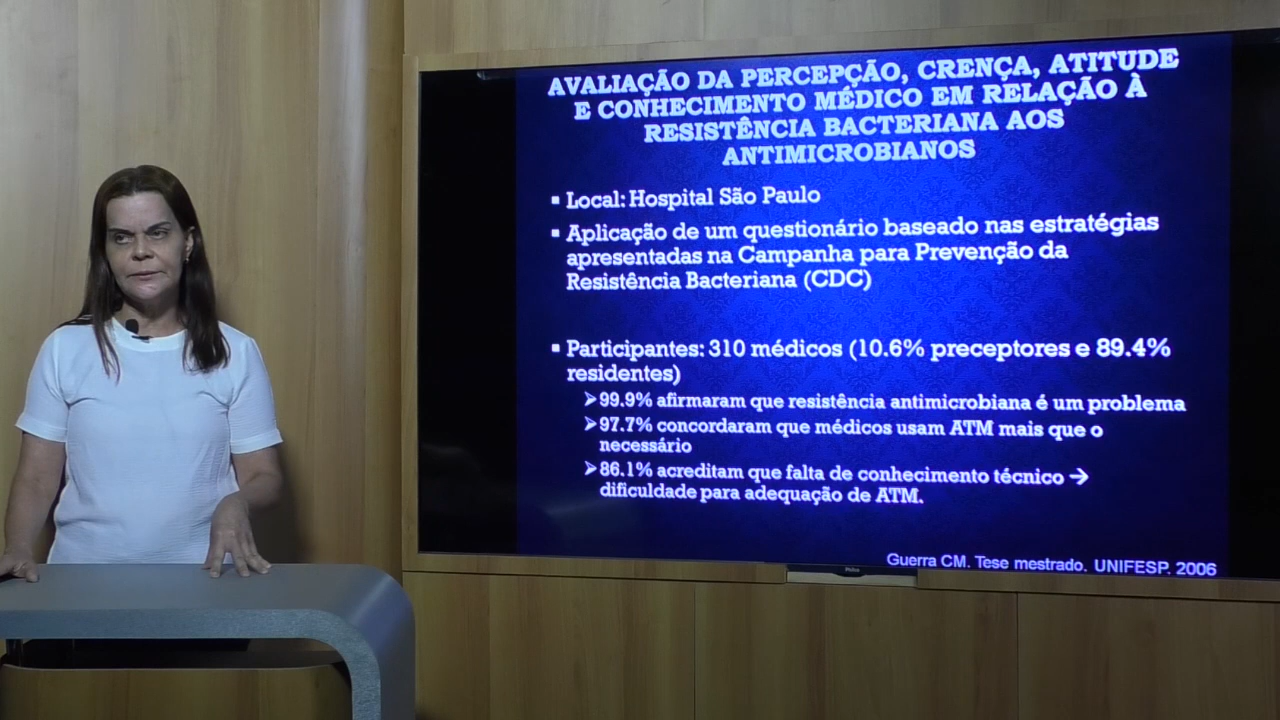 AVALIAÇÃO DA PERCEPÇÃO, CRENÇA, ATITUDE
E CONHECIMENTO MÉDICO EM RELAÇÃO À
RESISTÊNCIA BACTERIANA AOS
ANTIMICROBIANOS
▪ Local: Hospital São Paulo
▪ Aplicação de um questionário baseado nas estratégias
apresentadas na Campanha para Prevenção da
Resistência Bacteriana (CDC)
▪ Participantes: 310 médicos (10.6% preceptores e 89.4%
residentes)
➢99.9% afirmaram que resistência antimicrobiana é um problema
➢97.7% concordaram que médicos usam ATM mais que o
necessário
➢86.1% acreditam que falta de conhecimento técnico →
dificuldade para adequação de ATM.
Guerra CM. Tese mestrado. UNIFESP. 2006
Philco